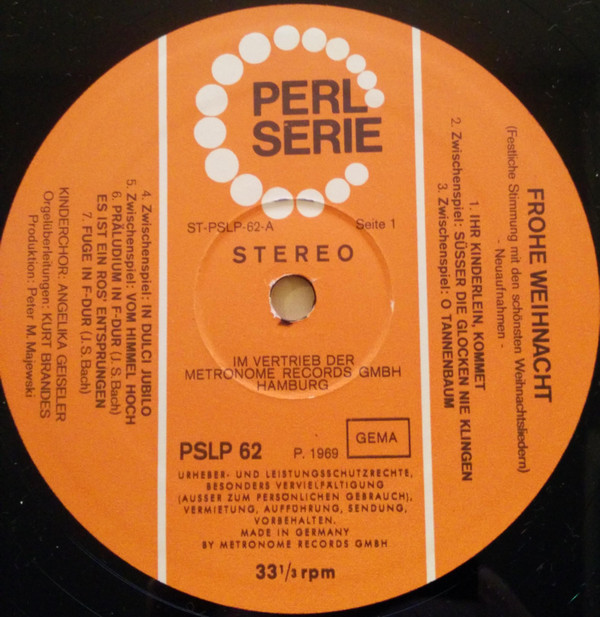 PERL
SERIE
ST-PSLP-62-A
Seite 1
STEREO
IM VERTRIEB DER
METRONOME RECORDS GMBH
HAMBURG
PSLP 62
P. 1969
GEMA
URHEBER- UND LEISTUNGSSCHUTZRECHTE,
BESONDERS VERVIELFÄLTIGUNG
(AUSSER ZUM PERSÖNLICHEN GEBRAUCH),
VERMIETUNG, AUFFÜHRUNG, SENDUNG,
VORBEHALTEN.
MADE IN GERMANY
BY METRONOME RECORDS GMBH
33 1/3 rpm
FROHE WEIHNACHT
(Festliche Stimmung mit den schönsten Weihnachtsliedern)
- Neuaufnahmen -
1. IHR KINDERLEIN, KOMMET
2. Zwischenspiel: SÜSSER DIE GLOCKEN NIE KLINGEN
3. Zwischenspiel: O TANNENBAUM
4. Zwischenspiel: IN DULCI JUBILO
5. Zwischenspiel: VOM HIMMEL HOCH
6. PRÄLUDIUM IN F-DUR (J.S. Bach)
ES IST EIN ROS' ENTSPRUNGEN
7. FUGE IN F-DUR (J.S. Bach)
KINDERCHOR: ANGELIKA GEISELER
Orgelüberleitungen: KURT BRANDES
Produktion: Peter M. Majewski